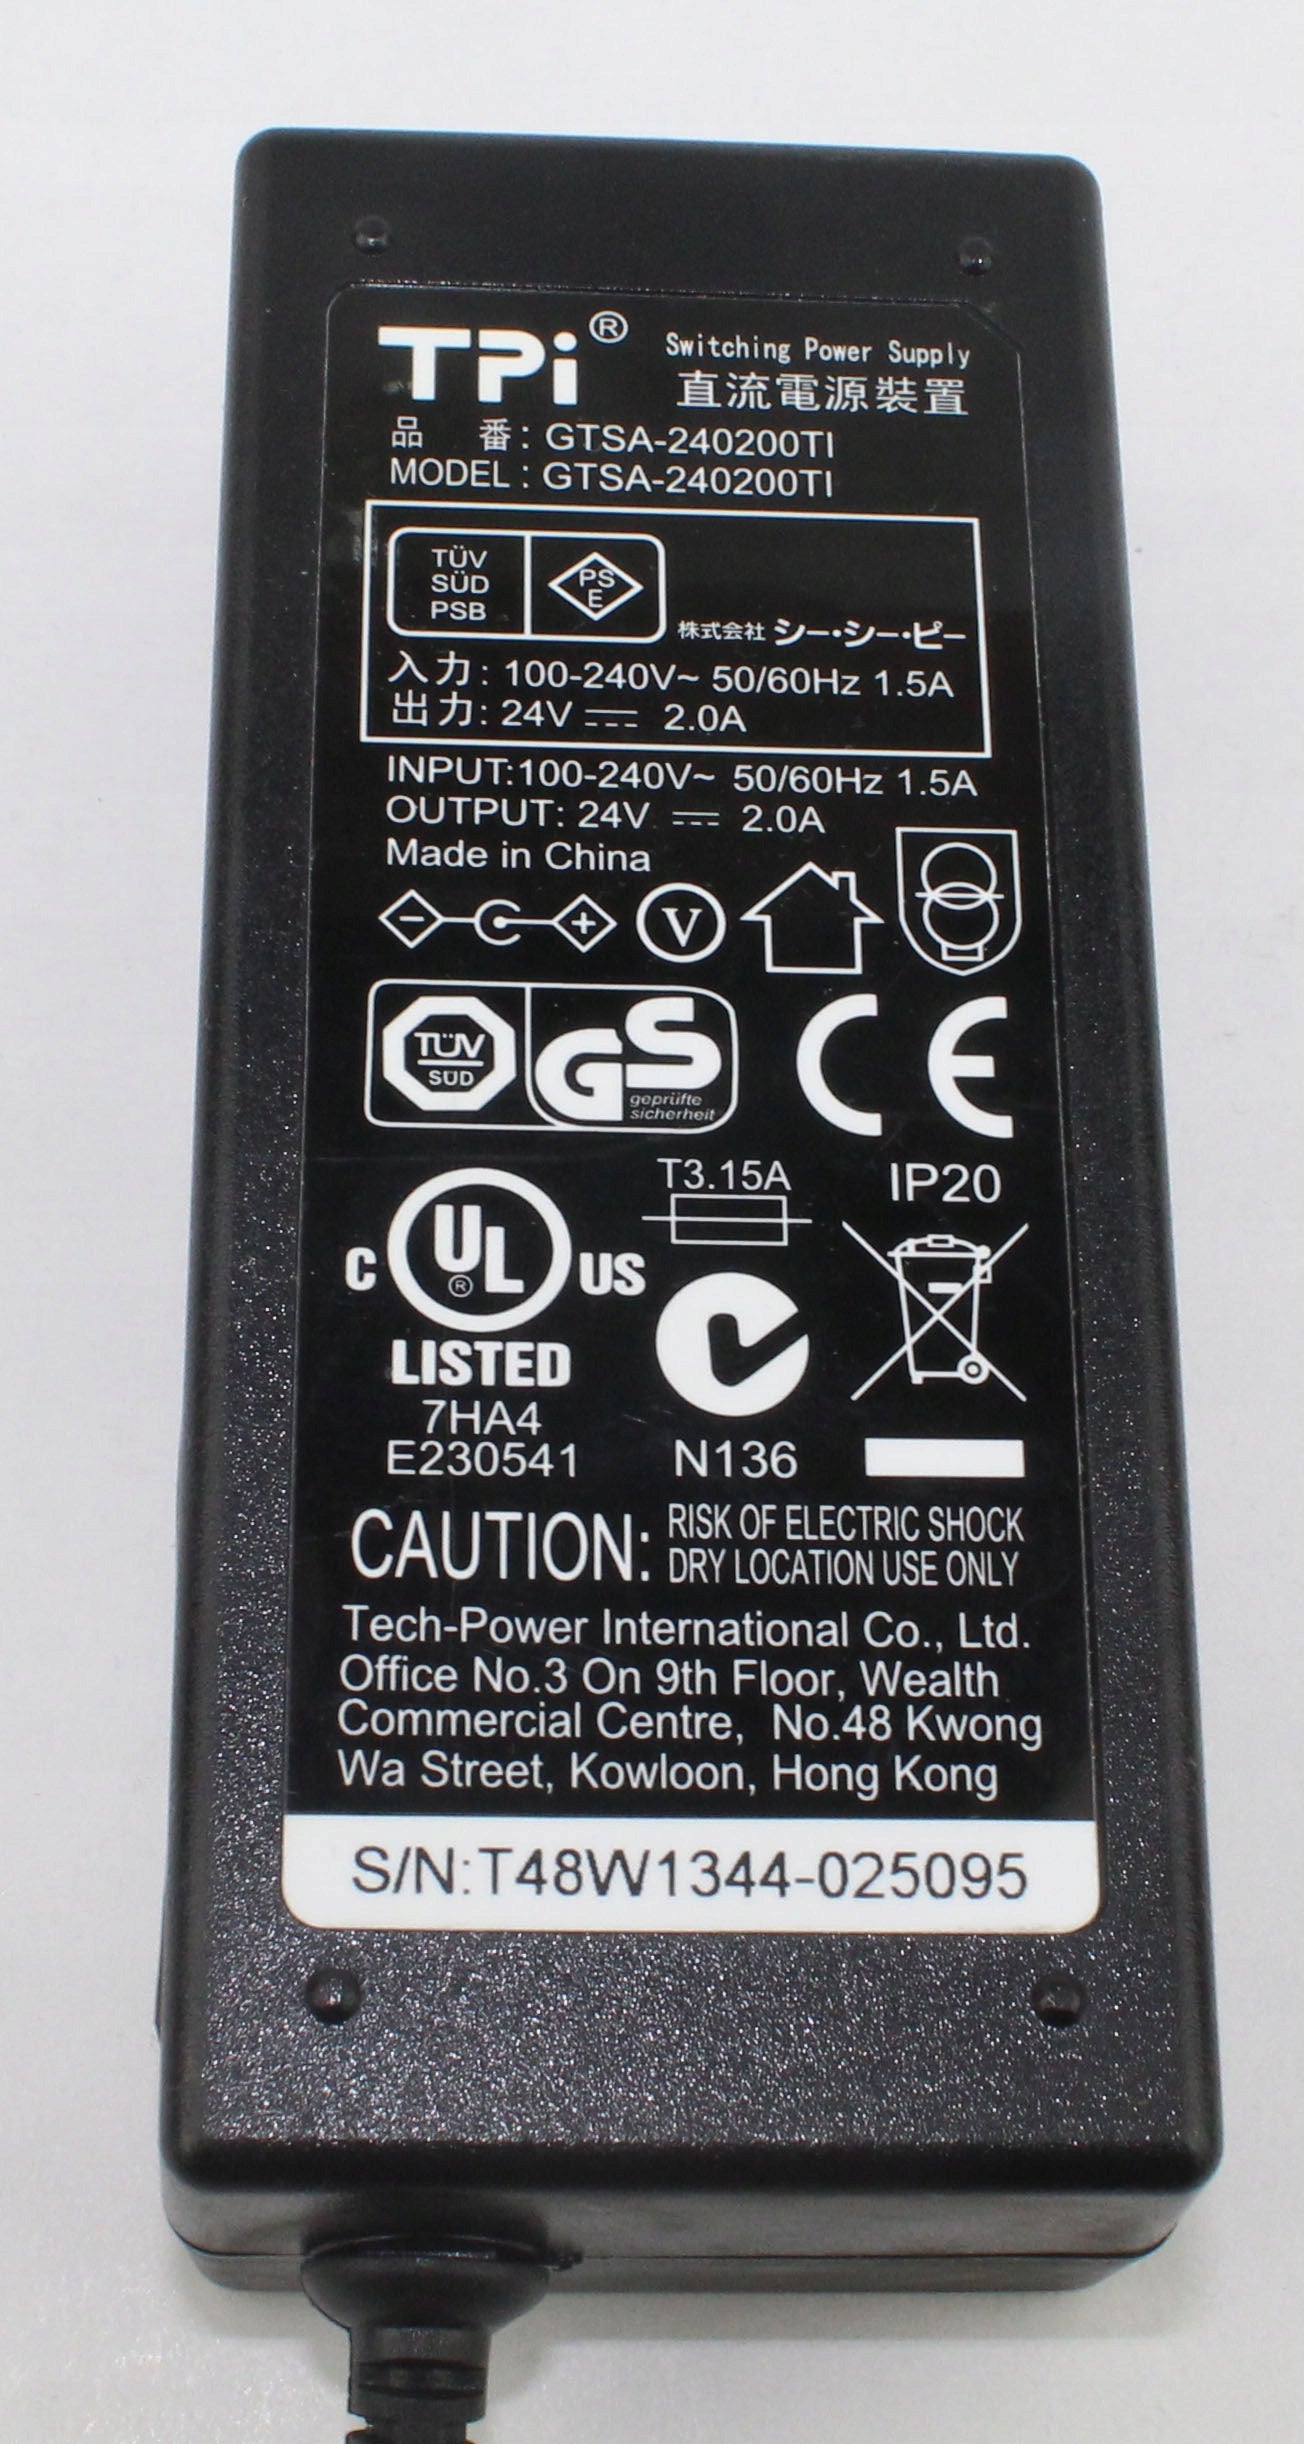 TPi® Switching Power Supply
直流電源裝置
品 番: GTSA-240200TI
MODEL : GTSA-240200TI
TÜV
SÜD
PSB
PS
E
株式会社 シー・シー・ピー
入力: 100-240V~ 50/60Hz 1.5A
出力: 24V ⎓ 2.0A
INPUT:100-240V~ 50/60Hz 1.5A
OUTPUT: 24V ⎓ 2.0A
Made in China
- + V
TÜV
SÜD
GS
geprüfte
sicherheit
CE
T3.15A
IP20
C UL® US
LISTED
7HA4
E230541
N136
CAUTION: RISK OF ELECTRIC SHOCK
DRY LOCATION USE ONLY
Tech-Power International Co., Ltd.
Office No.3 On 9th Floor, Wealth
Commercial Centre, No.48 Kwong
Wa Street, Kowloon, Hong Kong
S/N:T48W1344-025095